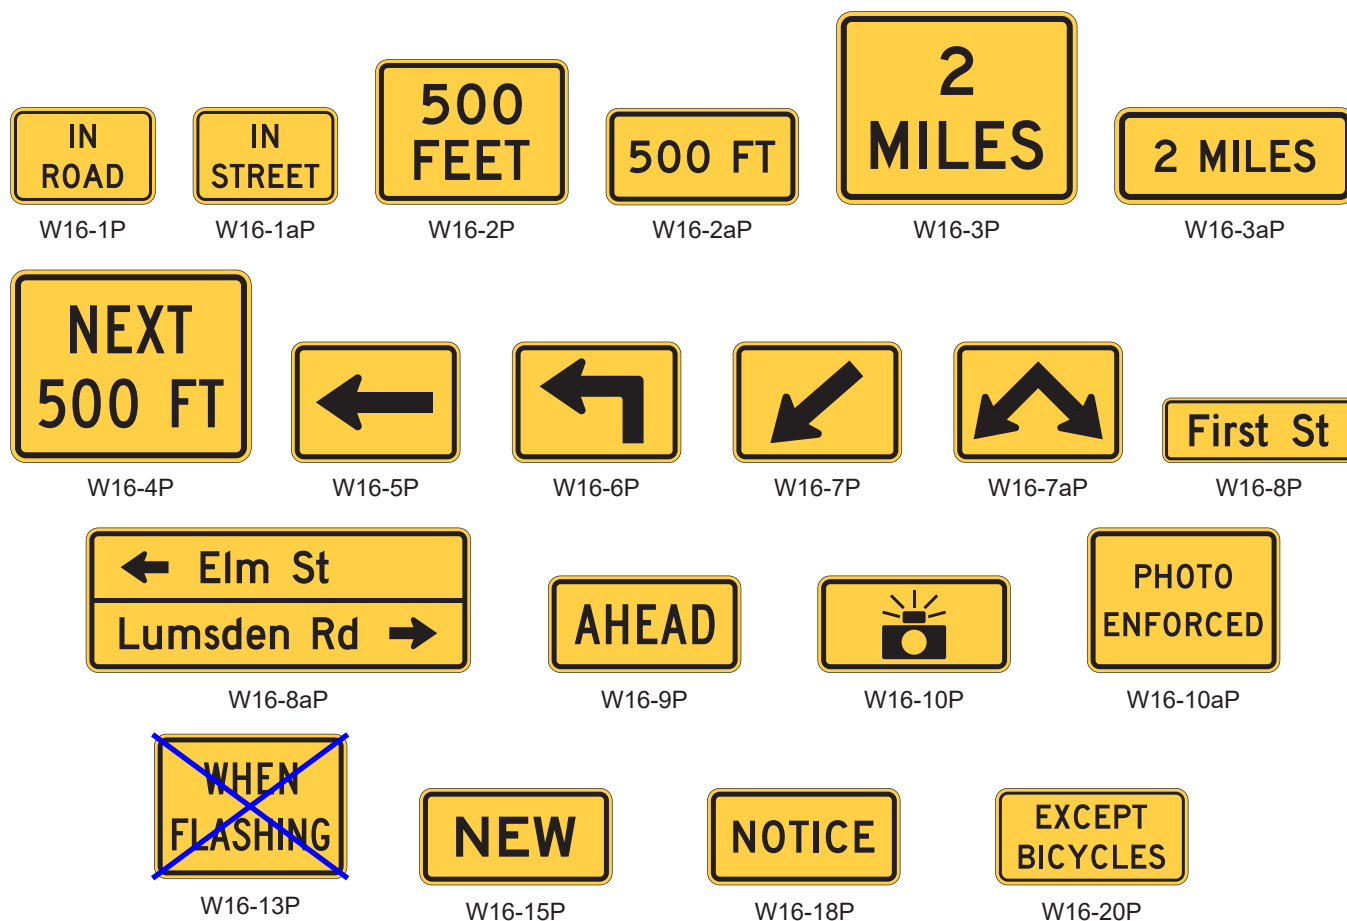 IN
ROAD
IN
STREET
500
FEET
500 FT
2
MILES
2 MILES
W16-1P
W16-1aP
W16-2P
W16-2aP
W16-3P
W16-3aP
NEXT
500 FT
First St
W16-4P
W16-5P
W16-6P
W16-7P
W16-7aP
W16-8P
Elm St
Lumsden Rd
AHEAD
PHOTO
ENFORCED
W16-8aP
W16-9P
W16-10P
W16-10aP
WHEN
FLASHING
NEW
NOTICE
EXCEPT
BICYCLES
W16-13P
W16-15P
W16-18P
W16-20P